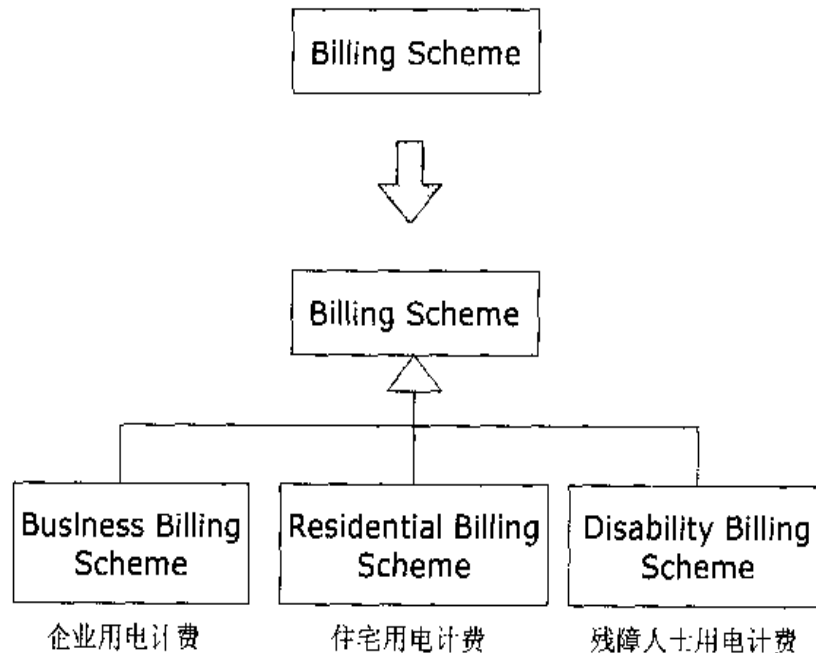 Billing Scheme
Billing Scheme
Business Billing
Scheme
Residential Billing
Scheme
Disability Billing
Scheme
企业用电计费
住宅用电计费
残障人士用电计费